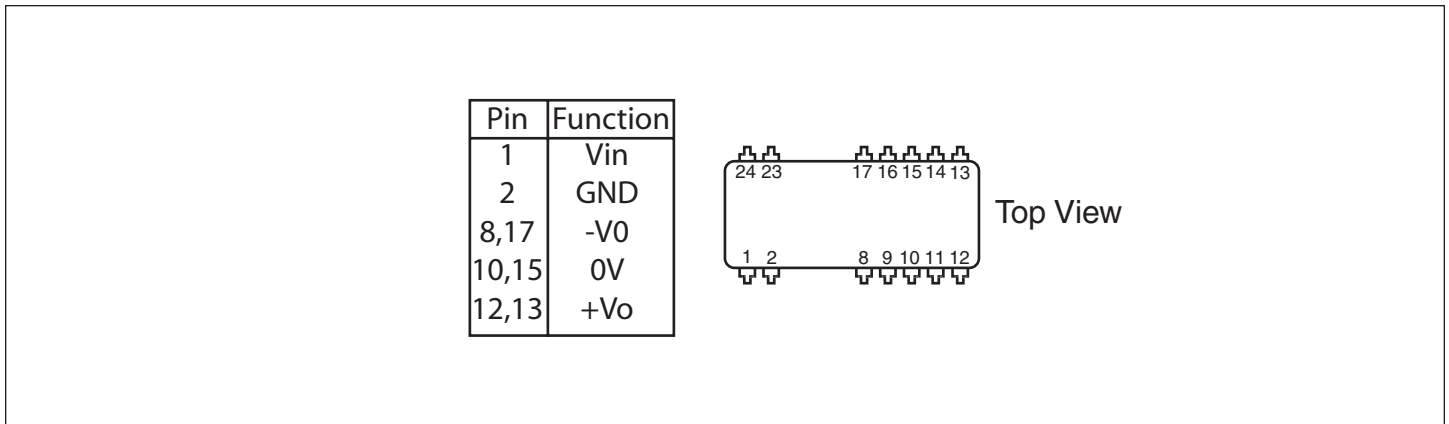 Pin Function
1 Vin
2 GND
8,17 -V0
10,15 0V
12,13 +Vo
24 23 17 16 15 14 13
1 2 8 9 10 11 12
Top View